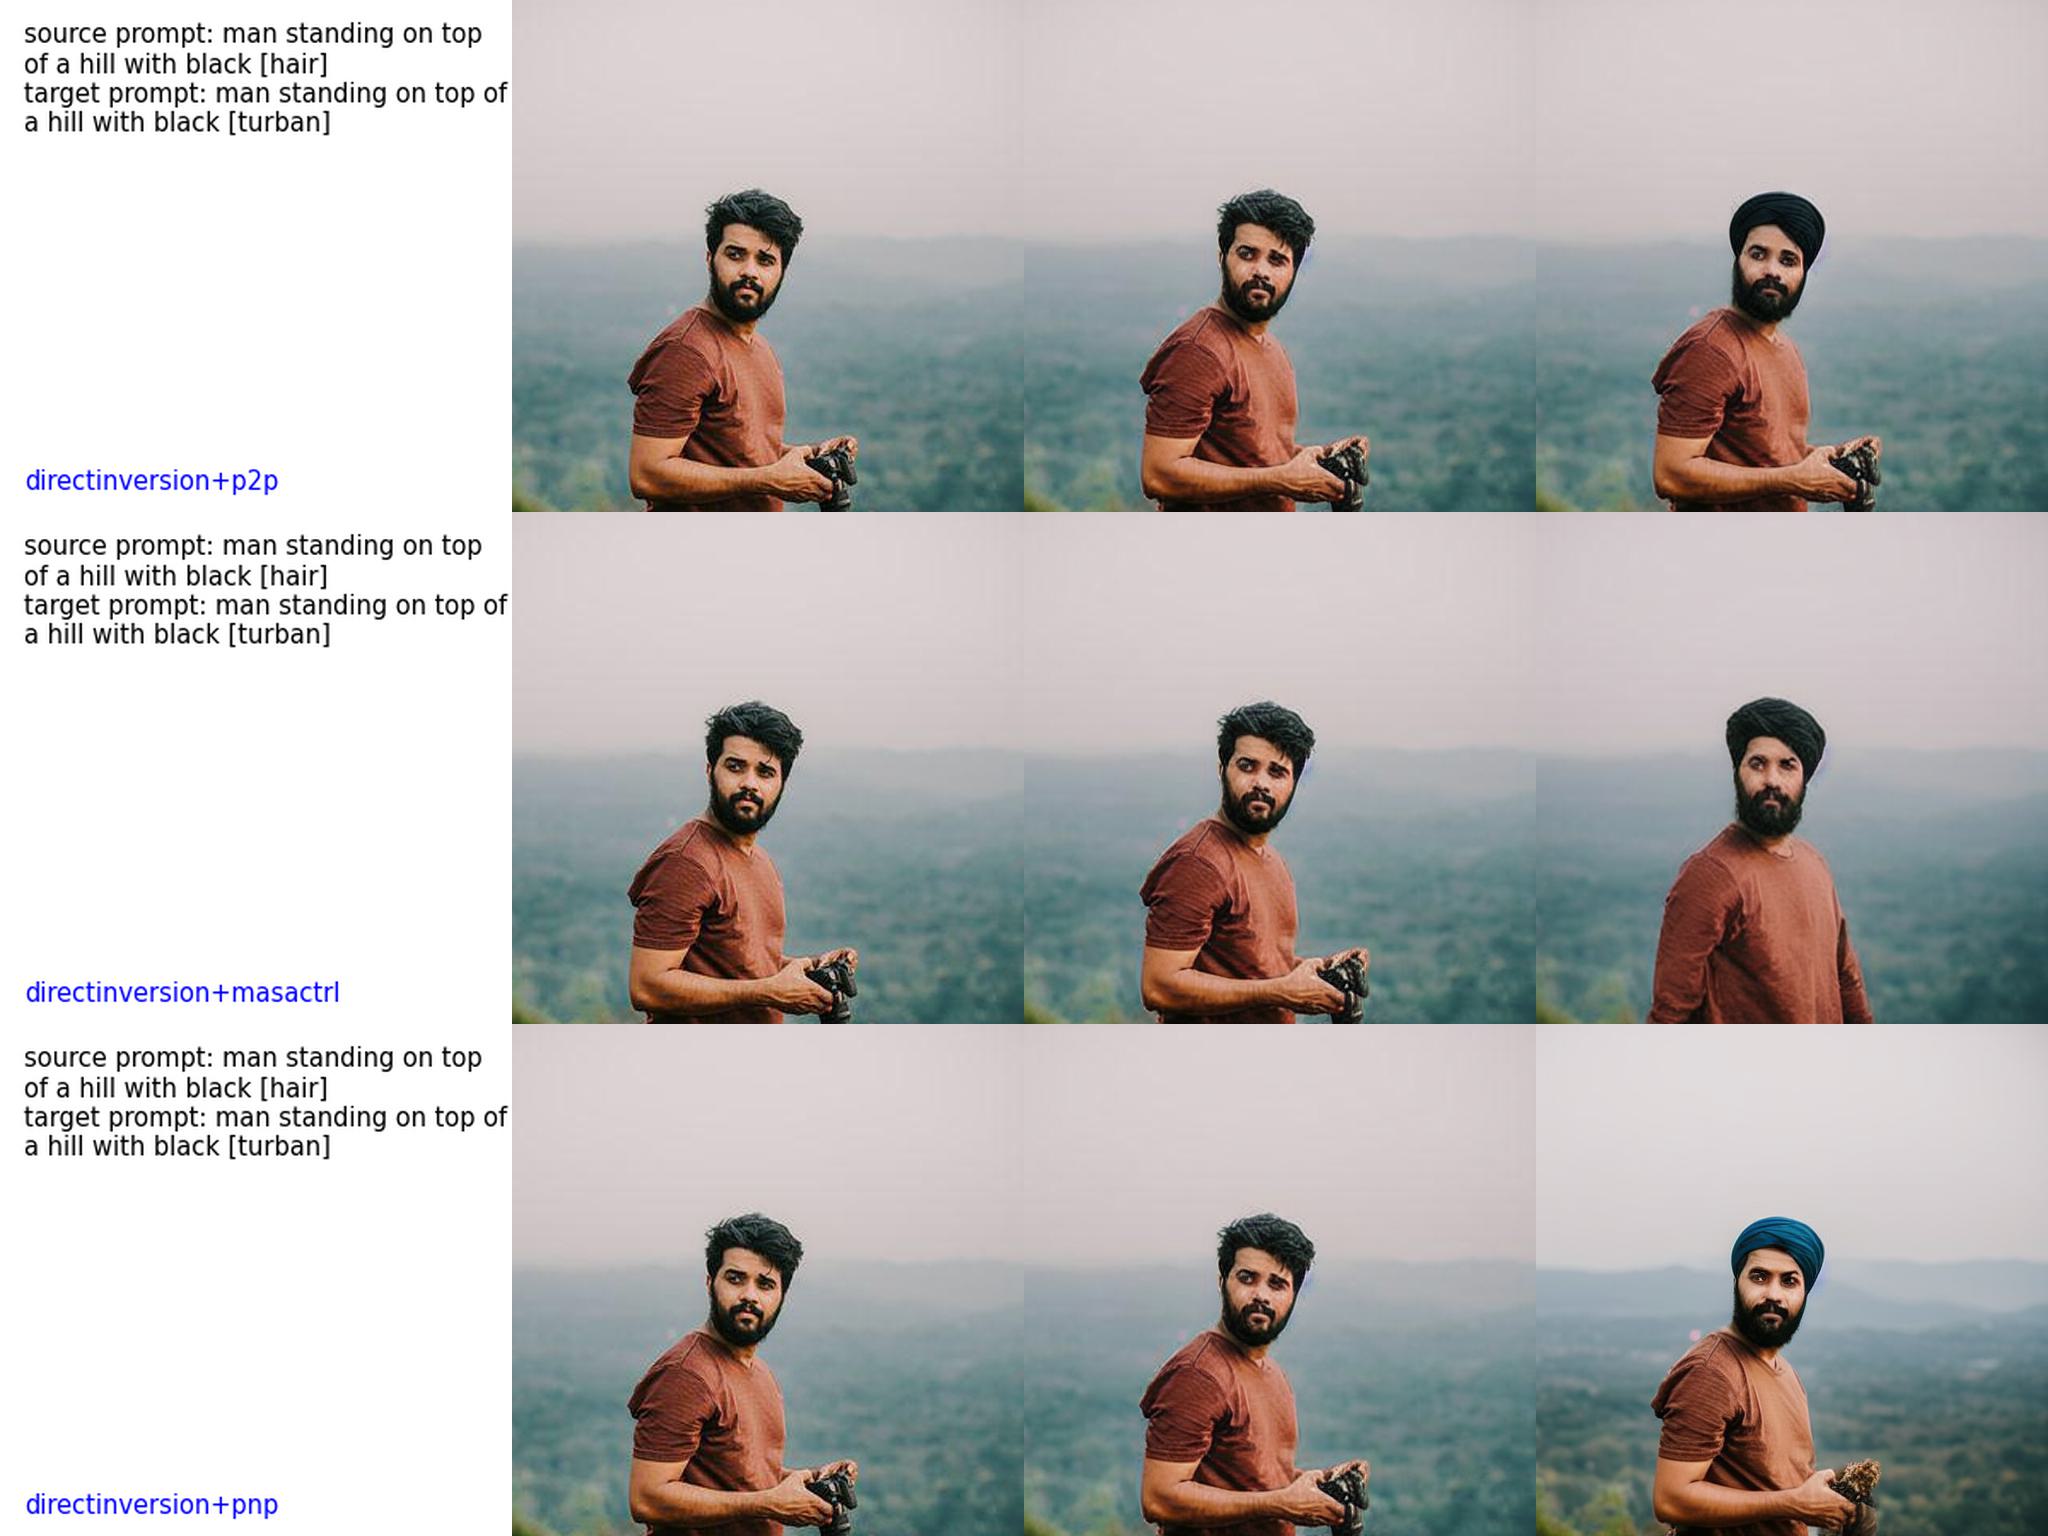 source prompt: man standing on top
of a hill with black [hair]
target prompt: man standing on top of
a hill with black [turban]
directinversion+p2p
source prompt: man standing on top
of a hill with black [hair]
target prompt: man standing on top of
a hill with black [turban]
directinversion+masactrl
source prompt: man standing on top
of a hill with black [hair]
target prompt: man standing on top of
a hill with black [turban]
directinversion+pnp